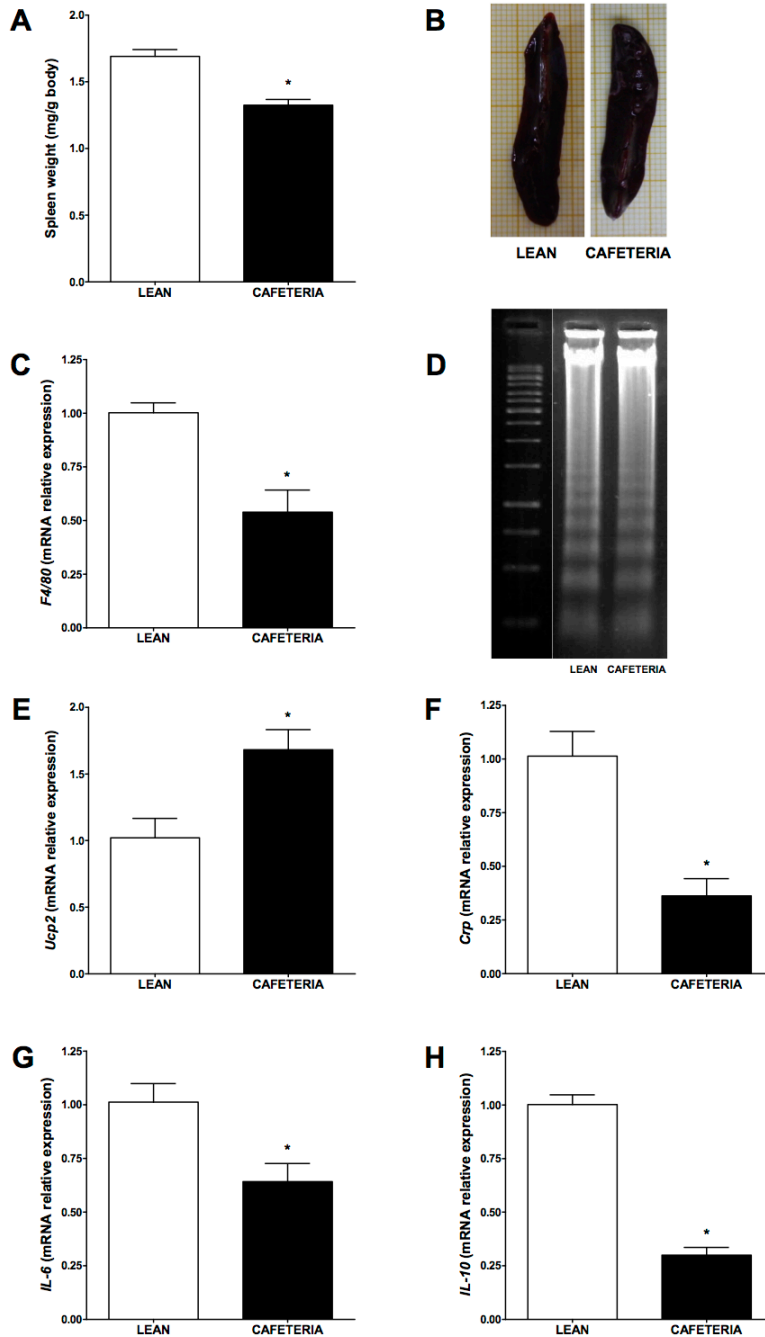 A
Spleen weight (mg/g body)
2.0
1.5
1.0
0.5
0.0
*
LEAN
CAFETERIA
B
LEAN
CAFETERIA
C
F4/80 (mRNA relative expression)
1.25
1.00
0.75
0.50
0.25
0.00
*
LEAN
CAFETERIA
D
LEAN
CAFETERIA
E
Ucp2 (mRNA relative expression)
2.0
1.5
1.0
0.5
0.0
*
LEAN
CAFETERIA
F
Crp (mRNA relative expression)
1.25
1.00
0.75
0.50
0.25
0.00
*
LEAN
CAFETERIA
G
IL-6 (mRNA relative expression)
1.25
1.00
0.75
0.50
0.25
0.00
*
LEAN
CAFETERIA
H
IL-10 (mRNA relative expression)
1.25
1.00
0.75
0.50
0.25
0.00
*
LEAN
CAFETERIA